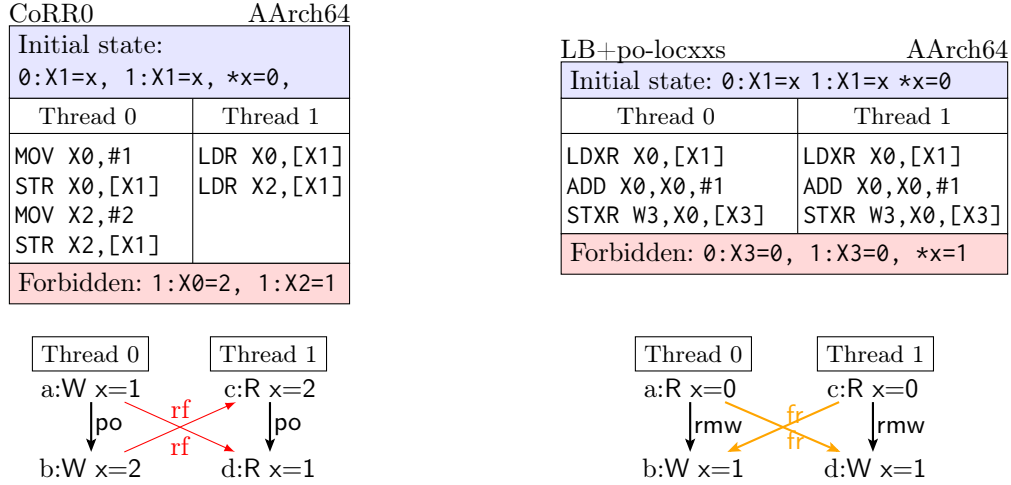 CoRR0 AArch64
Initial state:
0:X1=x, 1:X1=x, *x=0,
Thread 0 Thread 1
MOV X0,#1 LDR X0,[X1]
STR X0,[X1] LDR X2,[X1]
MOV X2,#2
STR X2,[X1]
Forbidden: 1:X0=2, 1:X2=1
Thread 0 Thread 1
a:W x=1 c:R x=2
rf
po po
rf
b:W x=2 d:R x=1
LB+po-locxxs AArch64
Initial state: 0:X1=x 1:X1=x *x=0
Thread 0 Thread 1
LDXR X0,[X1] LDXR X0,[X1]
ADD X0,X0,#1 ADD X0,X0,#1
STXR W3,X0,[X3] STXR W3,X0,[X3]
Forbidden: 0:X3=0, 1:X3=0, *x=1
Thread 0 Thread 1
a:R x=0 c:R x=0
fr
rmw rmw
fr
b:W x=1 d:W x=1